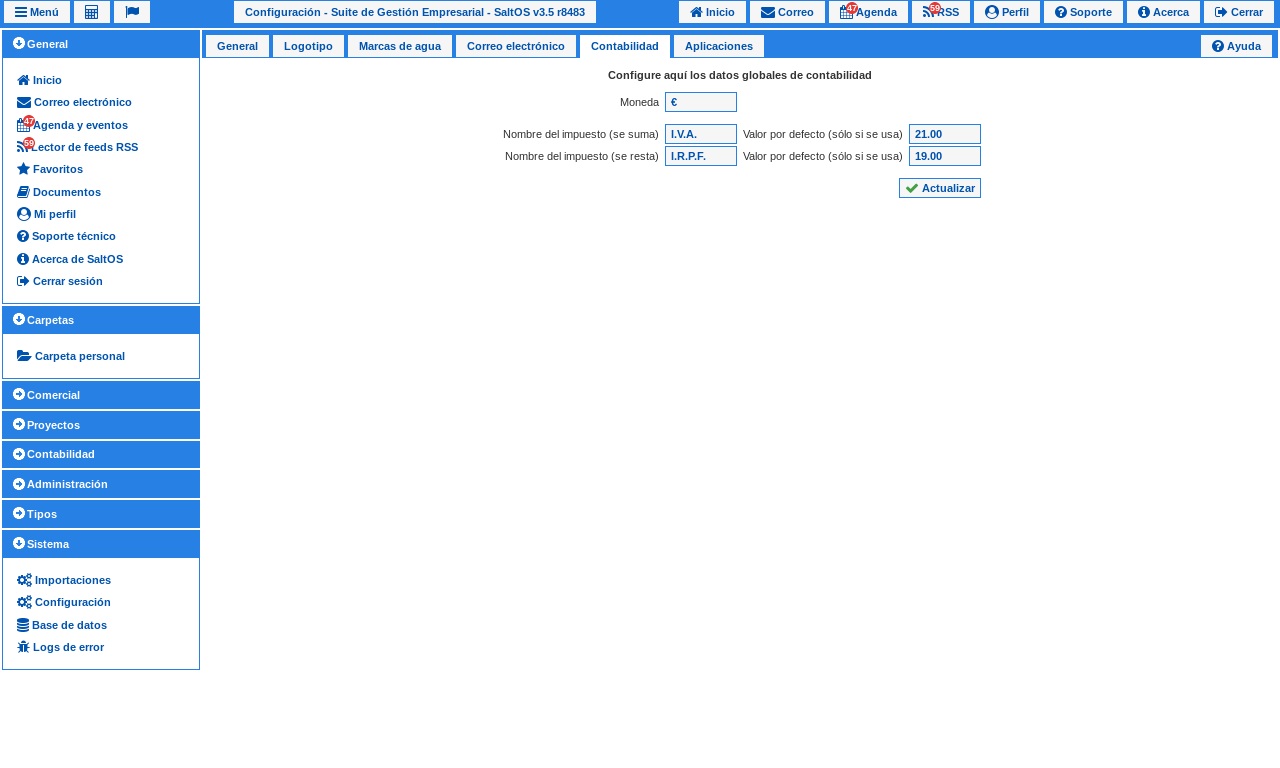 Menú
Configuración - Suite de Gestión Empresarial - SaltOS v3.5 r8483
Inicio
Correo
47 Agenda
59 RSS
Perfil
Soporte
Acerca
Cerrar
General
Inicio
Correo electrónico
47 Agenda y eventos
59 Lector de feeds RSS
Favoritos
Documentos
Mi perfil
Soporte técnico
Acerca de SaltOS
Cerrar sesión
Carpetas
Carpeta personal
Comercial
Proyectos
Contabilidad
Administración
Tipos
Sistema
Importaciones
Configuración
Base de datos
Logs de error
General
Logotipo
Marcas de agua
Correo electrónico
Contabilidad
Aplicaciones
Ayuda
Configure aquí los datos globales de contabilidad
Moneda €
Nombre del impuesto (se suma) I.V.A. Valor por defecto (sólo si se usa) 21.00
Nombre del impuesto (se resta) I.R.P.F. Valor por defecto (sólo si se usa) 19.00
Actualizar